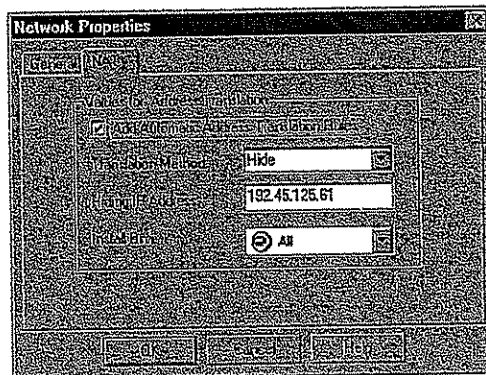 Network Properties
General NAT
Values for Address Translation
Add Automatic Address Translation Rules
Translation Method: Hide
Hiding IP Address: 192.45.125.61
Install On: All
OK Cancel Help